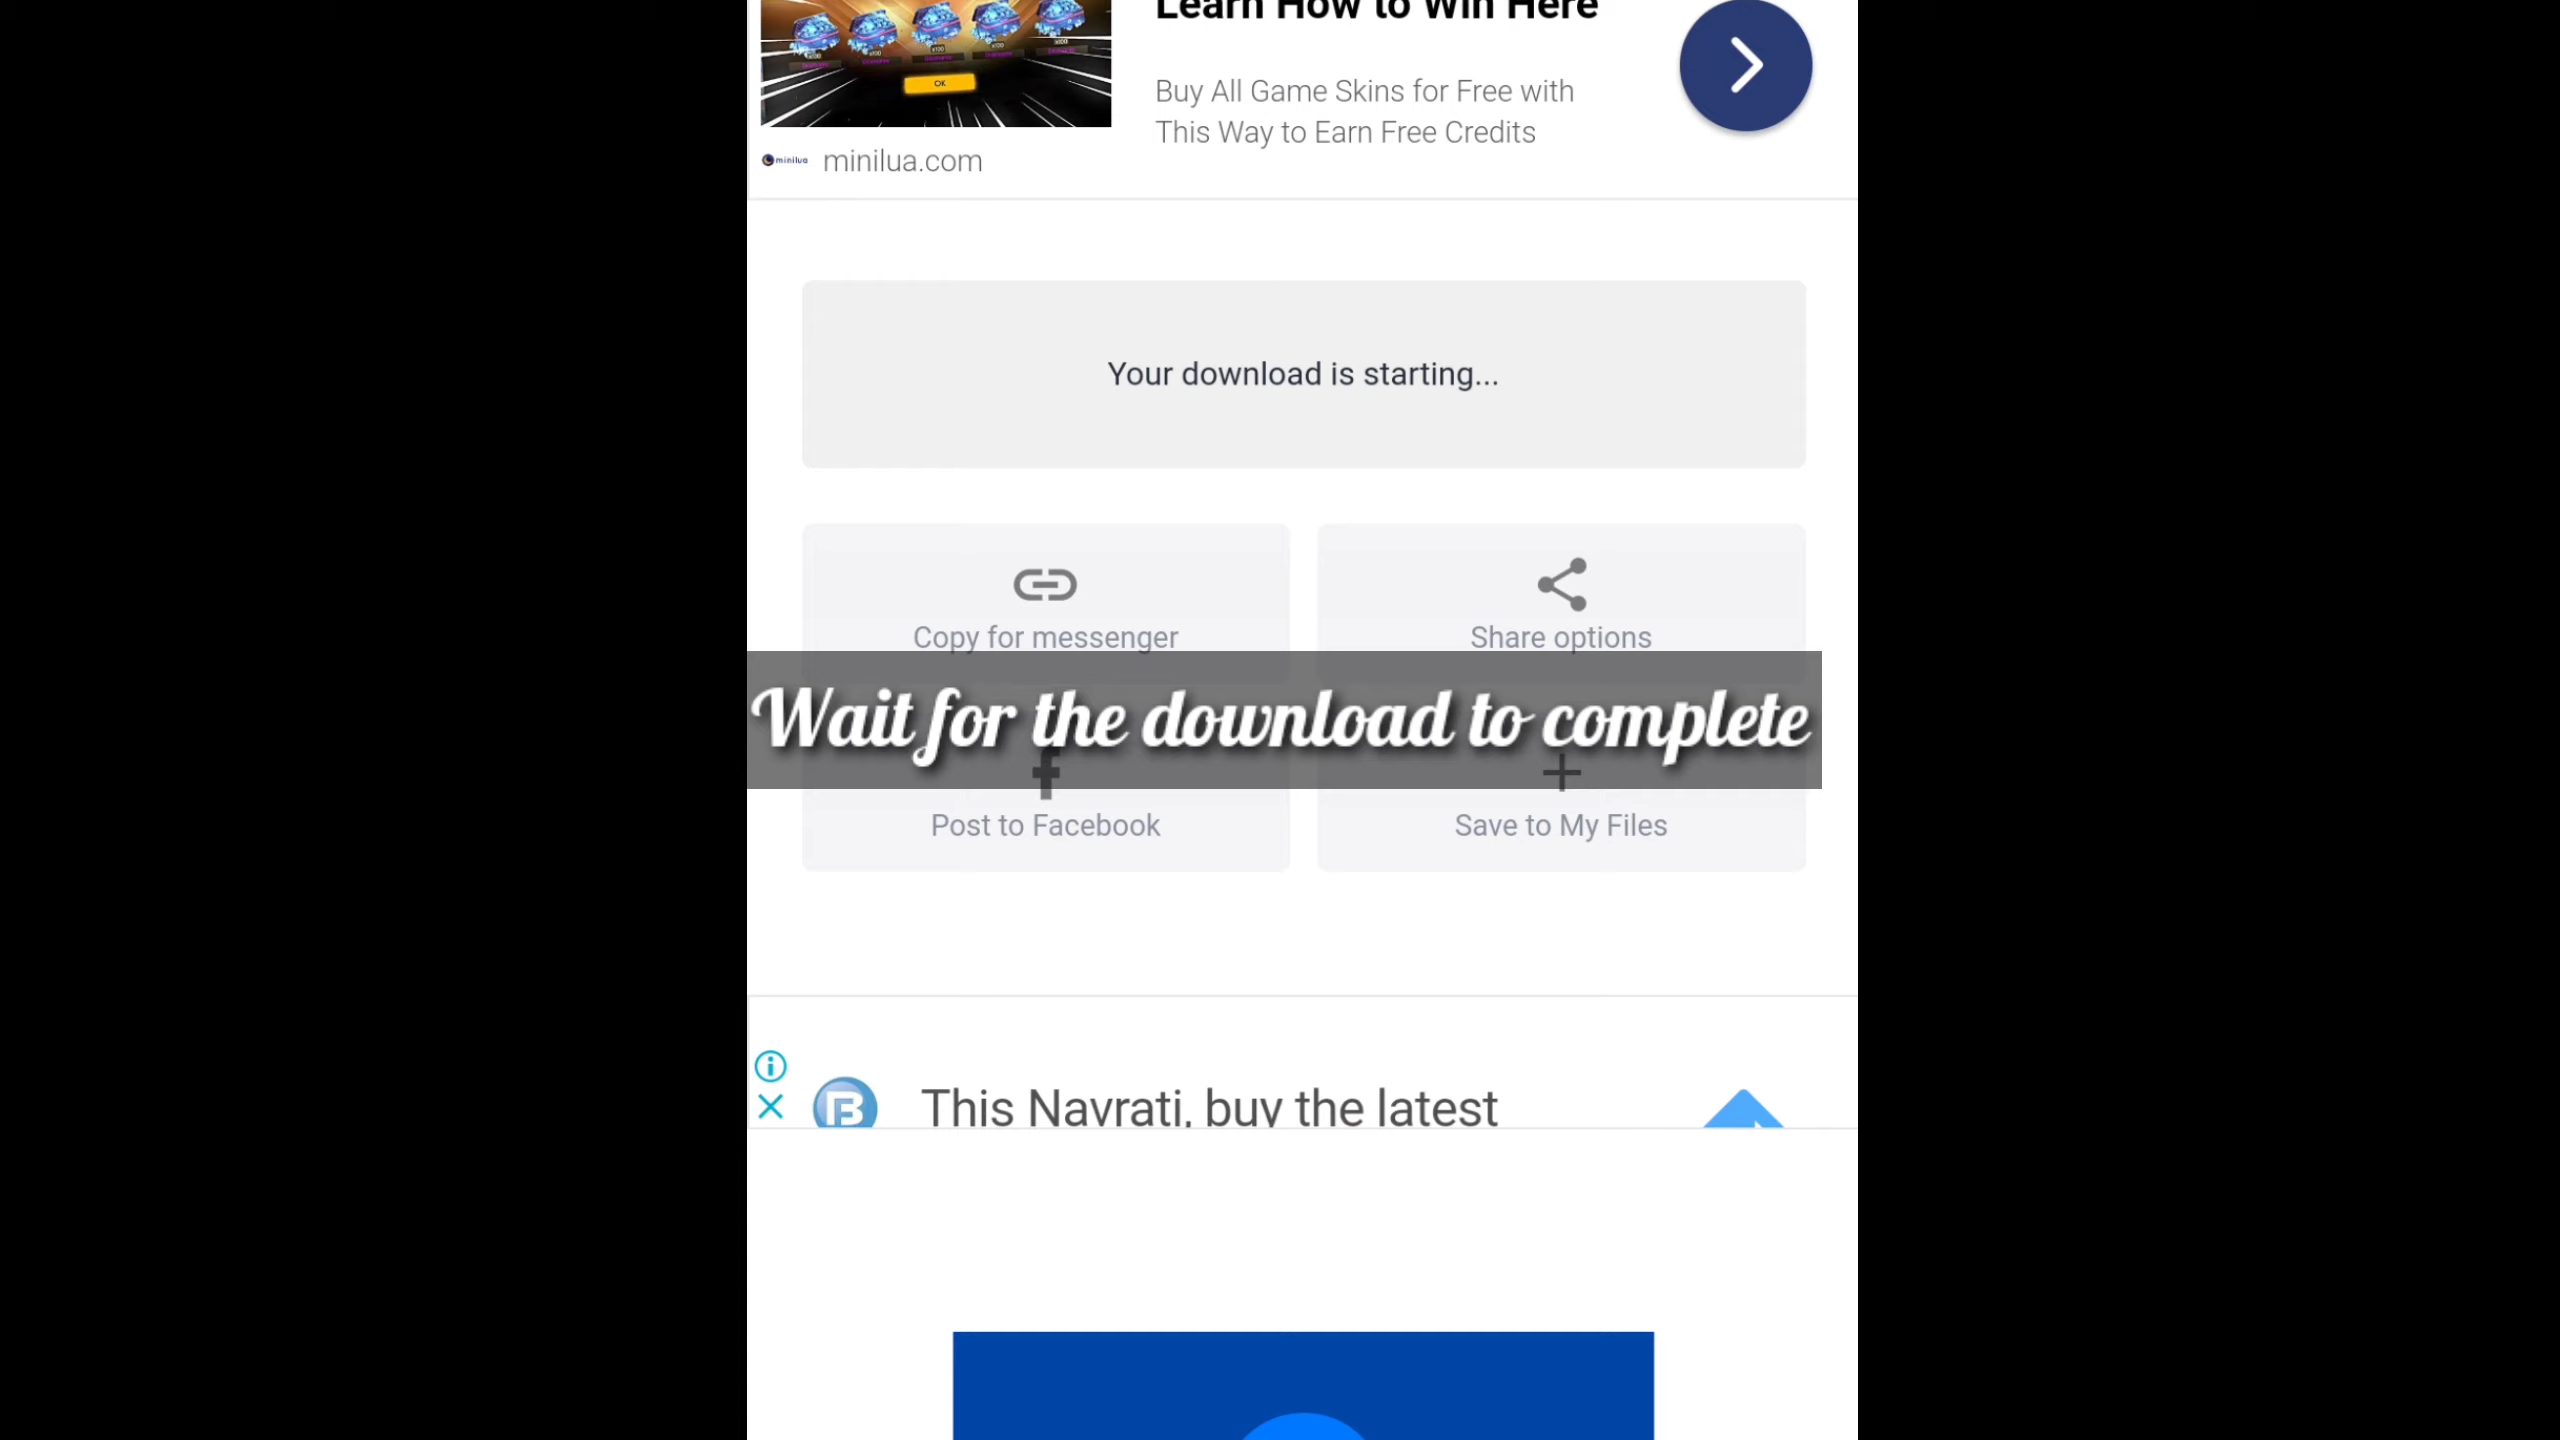 Learn How to Win Here
Buy All Game Skins for Free with
This Way to Earn Free Credits
OK
minilua minilua.com
Your download is starting...
Copy for messenger
Share options
Wait for the download to complete
Post to Facebook
Save to My Files
This Navrati, buy the latest